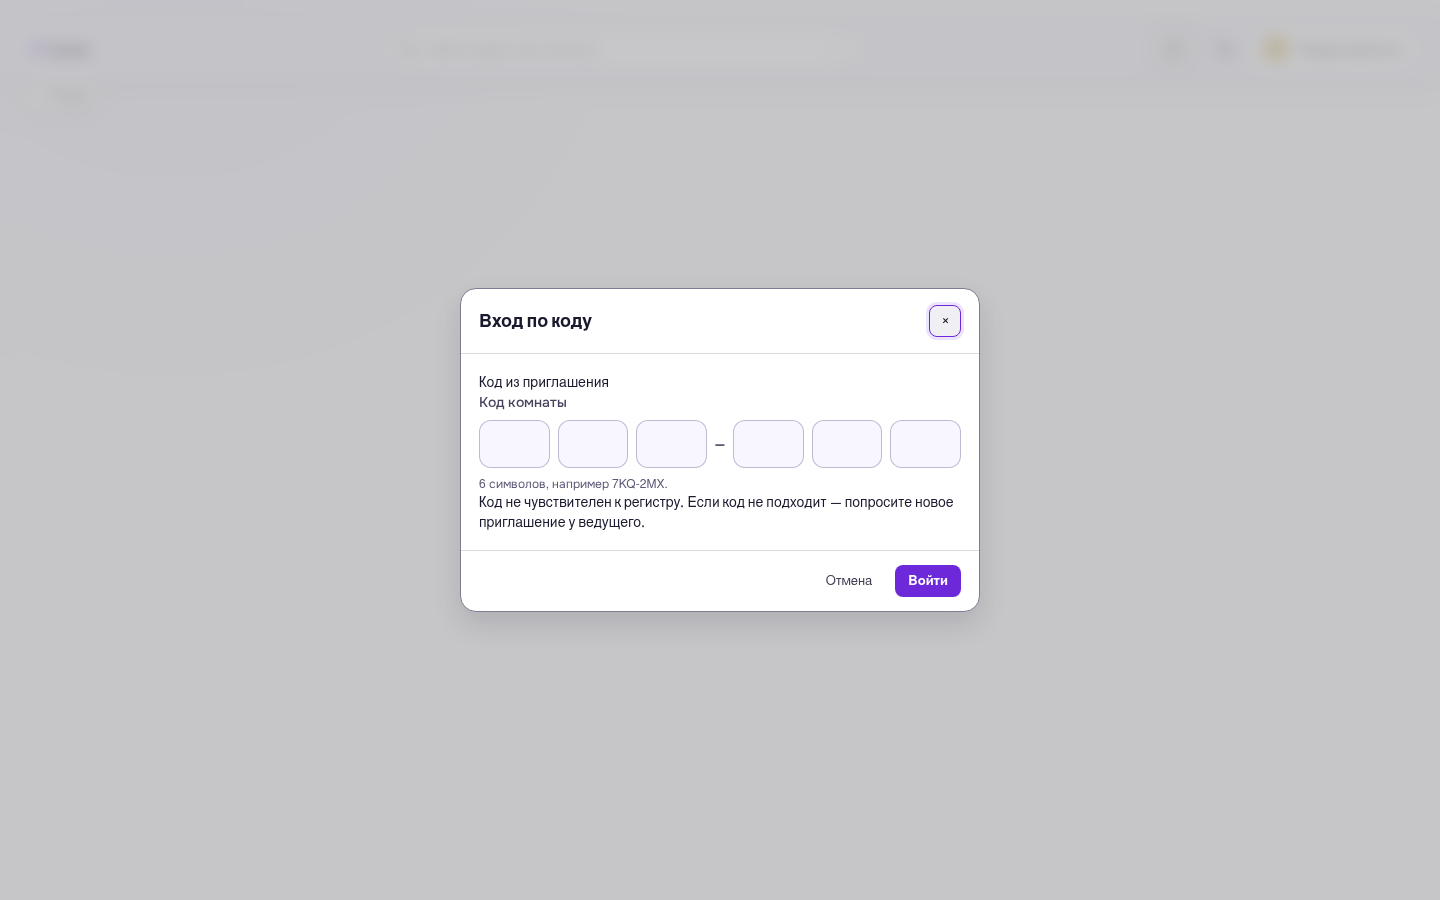 Вход по коду
×
Код из приглашения
Код комнаты
–
6 символов, например 7KQ-2MX.
Код не чувствителен к регистру. Если код не подходит — попросите новое
приглашение у ведущего.
Отмена
Войти